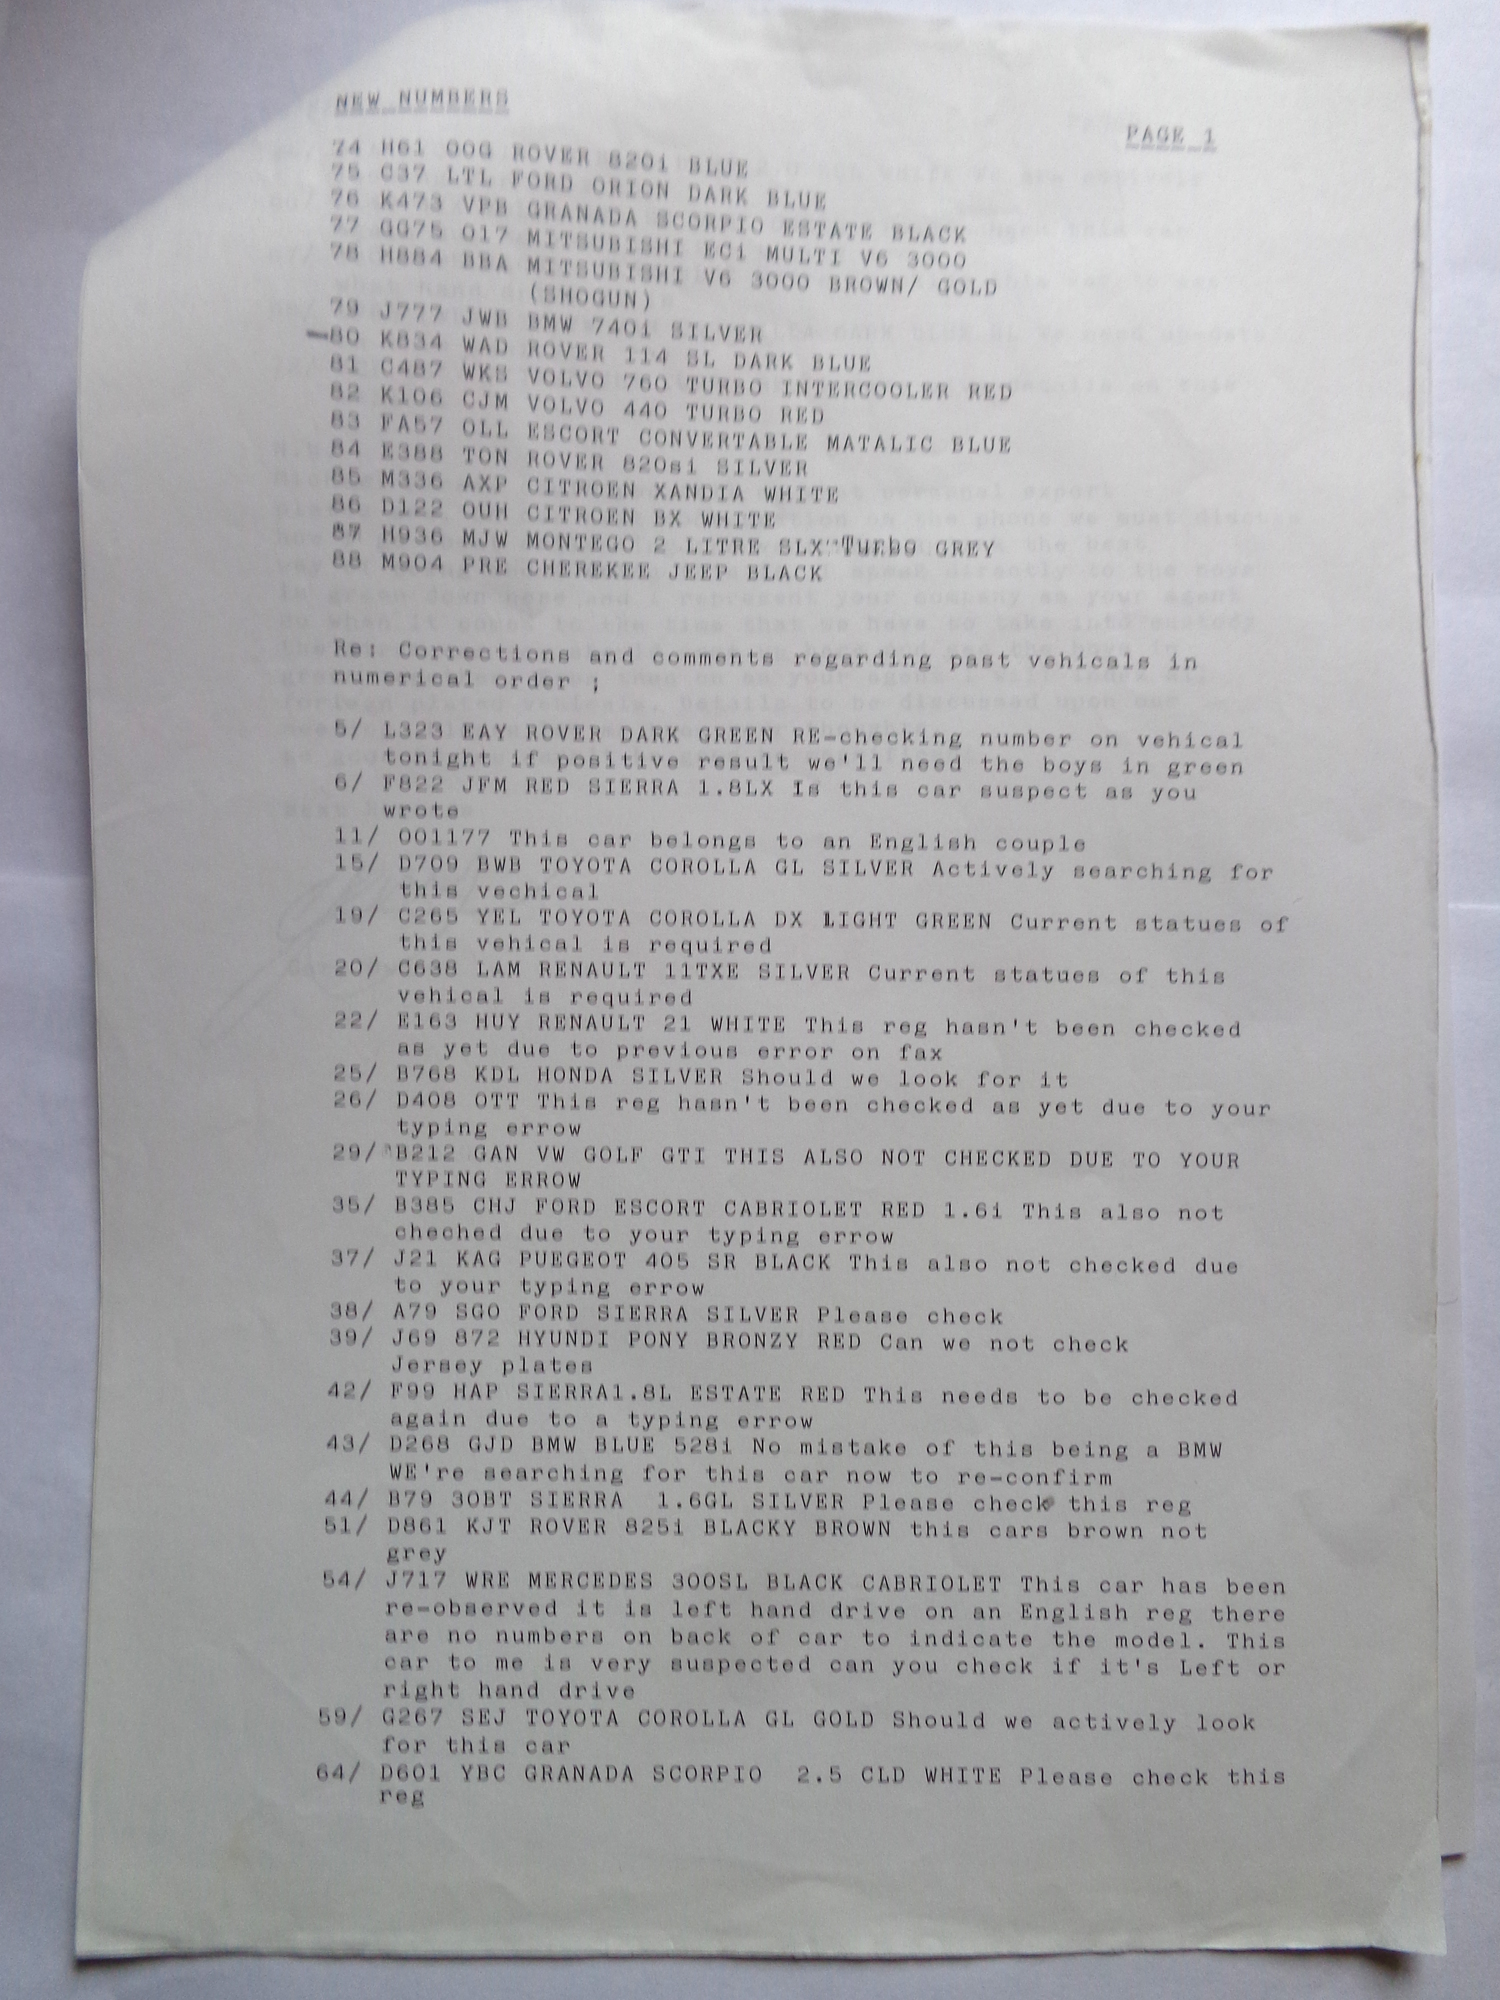 NEW NUMBERS
PAGE 1
74 H61 OOG ROVER 820i BLUE
75 C37 LTL FORD ORION DARK BLUE
76 K473 VPB GRANADA SCORPIO ESTATE BLACK
77 GG75 O17 MITSUBISHI ECi MULTI V6 3000
78 H884 BBA MITSUBISHI V6 3000 BROWN/ GOLD
(SHOGUN)
79 J777 JWB BMW 740i SILVER
80 K834 WAD ROVER 114 SL DARK BLUE
81 C487 WKS VOLVO 760 TURBO INTERCOOLER RED
82 K106 CJM VOLVO 440 TURBO RED
83 FA57 OLL ESCORT CONVERTABLE MATALIC BLUE
84 E388 TON ROVER 820si SILVER
85 M336 AXP CITROEN XANDIA WHITE
86 D122 OUH CITROEN BX WHITE
87 H936 MJW MONTEGO 2 LITRE SLX Turbo GREY
88 M904 PRE CHEREKEE JEEP BLACK
Re: Corrections and comments regarding past vehicals in
numerical order ;
5/ L323 EAY ROVER DARK GREEN RE-checking number on vehical
tonight if positive result we'll need the boys in green
6/ F822 JFM RED SIERRA 1.8LX Is this car suspect as you
wrote
11/ 001177 This car belongs to an English couple
15/ D709 BWB TOYOTA COROLLA GL SILVER Actively searching for
this vechical
19/ C265 YEL TOYOTA COROLLA DX LIGHT GREEN Current statues of
this vehical is required
20/ C638 LAM RENAULT 11TXE SILVER Current statues of this
vehical is required
22/ E163 HUY RENAULT 21 WHITE This reg hasn't been checked
as yet due to previous error on fax
25/ B768 KDL HONDA SILVER Should we look for it
26/ D408 OTT This reg hasn't been checked as yet due to your
typing errow
29/ B212 GAN VW GOLF GTI THIS ALSO NOT CHECKED DUE TO YOUR
TYPING ERROW
35/ B385 CHJ FORD ESCORT CABRIOLET RED 1.6i This also not
cheched due to your typing errow
37/ J21 KAG PUEGEOT 405 SR BLACK This also not checked due
to your typing errow
38/ A79 SGO FORD SIERRA SILVER Please check
39/ J69 872 HYUNDI PONY BRONZY RED Can we not check
Jersey plates
42/ F99 HAP SIERRA1.8L ESTATE RED This needs to be checked
again due to a typing errow
43/ D268 GJD BMW BLUE 528i No mistake of this being a BMW
WE're searching for this car now to re-confirm
44/ B79 3OBT SIERRA 1.6GL SILVER Please check this reg
51/ D861 KJT ROVER 825i BLACKY BROWN this cars brown not
grey
54/ J717 WRE MERCEDES 300SL BLACK CABRIOLET This car has been
re-observed it is left hand drive on an English reg there
are no numbers on back of car to indicate the model. This
car to me is very suspected can you check if it's Left or
right hand drive
59/ G267 SEJ TOYOTA COROLLA GL GOLD Should we actively look
for this car
64/ D601 YBC GRANADA SCORPIO 2.5 CLD WHITE Please check this
reg